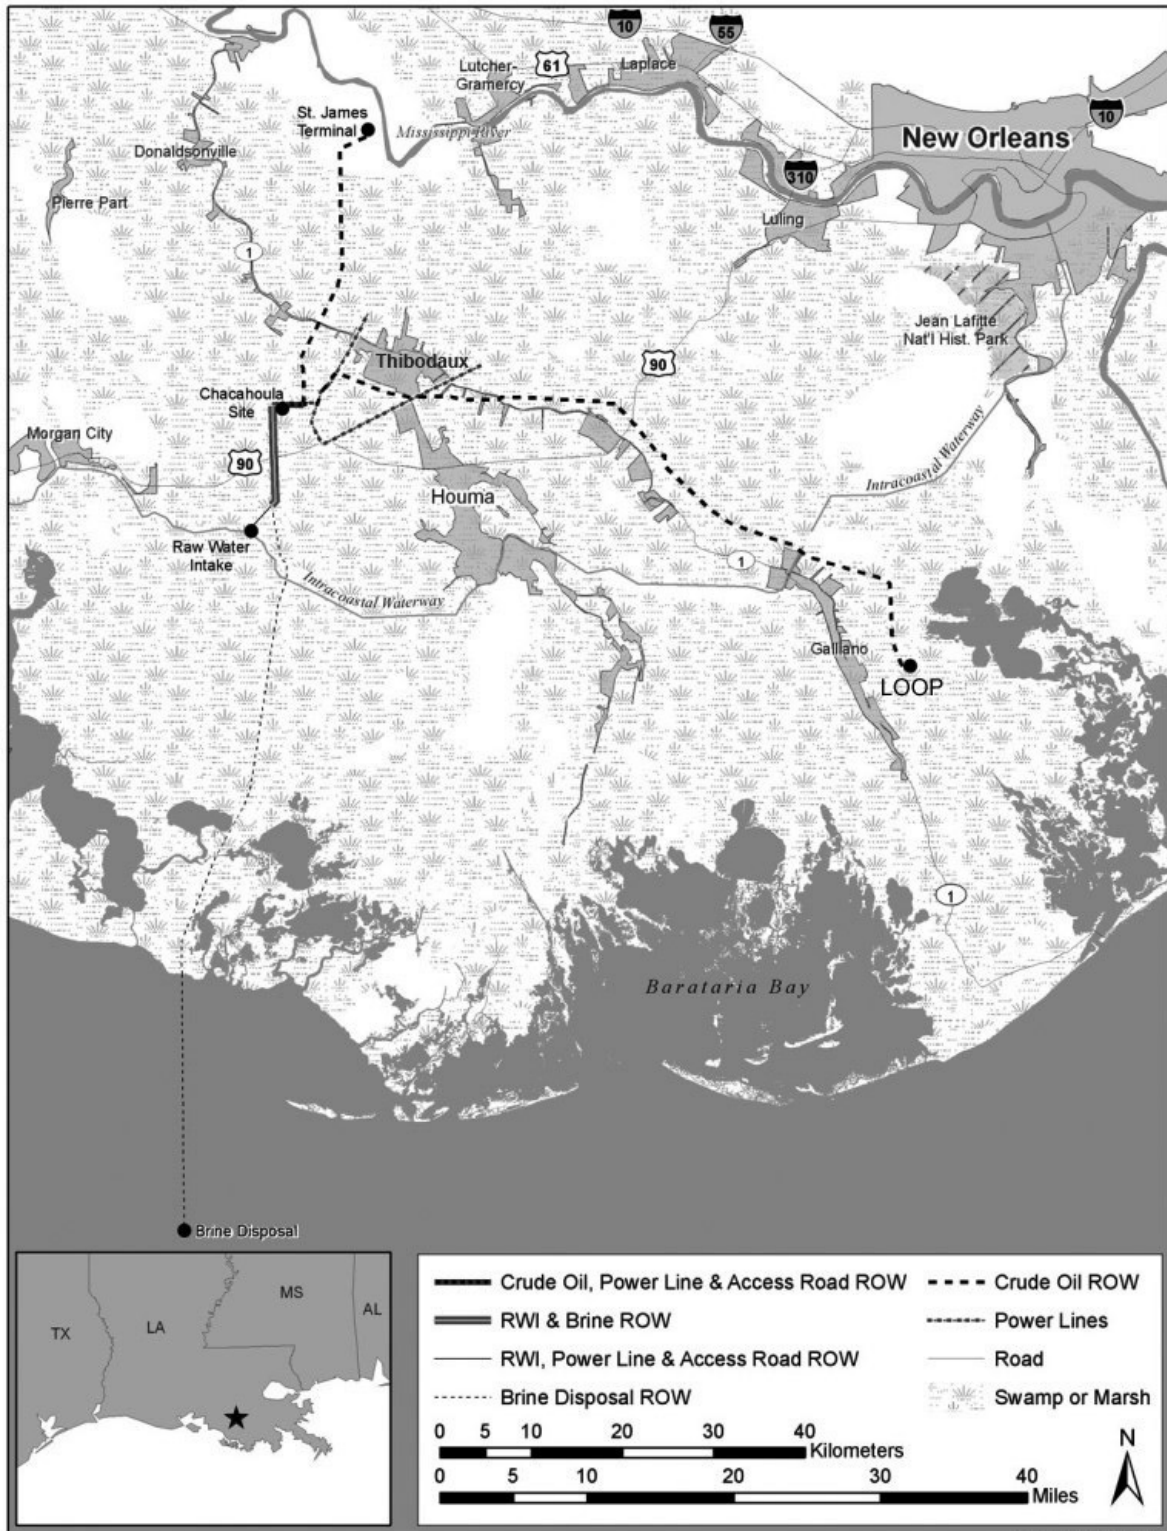 10
55
61
Lutcher-
Gramercy
Laplace
St. James
Terminal
Mississippi River
10
New Orleans
Donaldsonville
310
Pierre Part
Luling
1
Jean Lafitte
Nat'l Hist. Park
Thibodaux
90
Chacahoula
Site
Morgan City
90
Intracoastal Waterway
Houma
Raw Water
Intake
1
Intracoastal Waterway
Galliano
LOOP
1
Barataria Bay
Brine Disposal
TX
LA
MS
AL
Crude Oil, Power Line & Access Road ROW
RWI & Brine ROW
RWI, Power Line & Access Road ROW
Brine Disposal ROW
Crude Oil ROW
Power Lines
Road
Swamp or Marsh
0 5 10 20 30 40
Kilometers
0 5 10 20 30 40
Miles
N